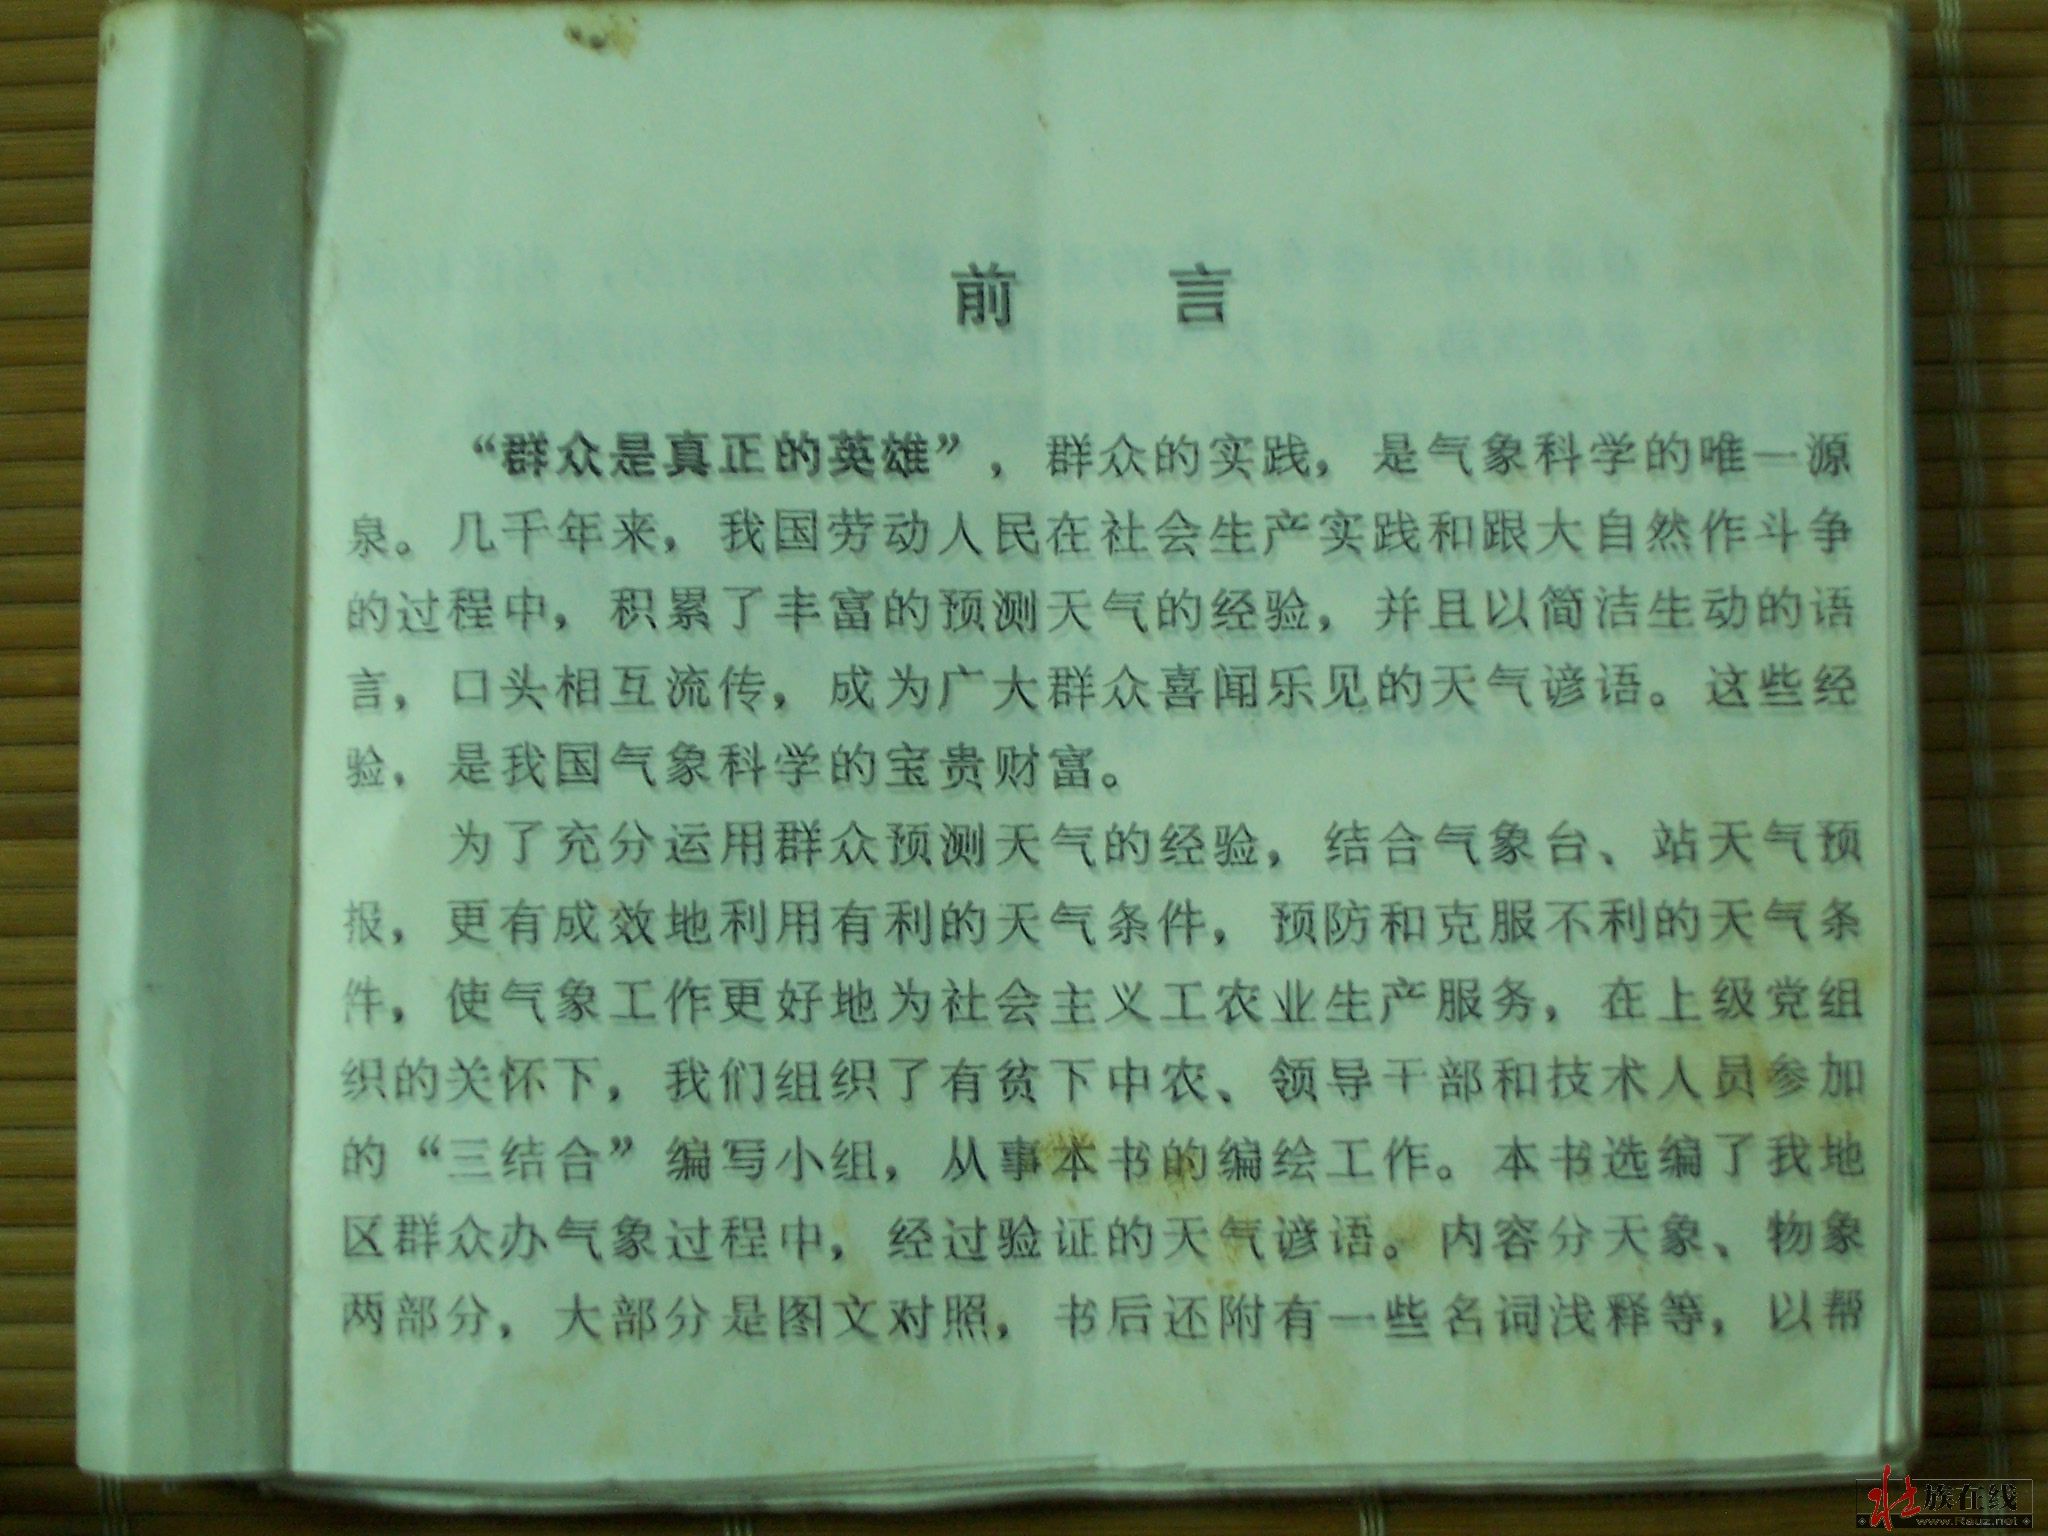 前 言
“群众是真正的英雄”，群众的实践，是气象科学的唯一源
泉。几千年来，我国劳动人民在社会生产实践和跟大自然作斗争
的过程中，积累了丰富的预测天气的经验，并且以简洁生动的语
言，口头相互流传，成为广大群众喜闻乐见的天气谚语。这些经
验，是我国气象科学的宝贵财富。
为了充分运用群众预测天气的经验，结合气象台、站天气预
报，更有成效地利用有利的天气条件，预防和克服不利的天气条
件，使气象工作更好地为社会主义工农业生产服务，在上级党组
织的关怀下，我们组织了有贫下中农、领导干部和技术人员参加
的“三结合”编写小组，从事本书的编绘工作。本书选编了我地
区群众办气象过程中，经过验证的天气谚语。内容分天象、物象
两部分，大部分是图文对照，书后还附有一些名词浅释等，以帮
壮族在线
www.Rauz.net